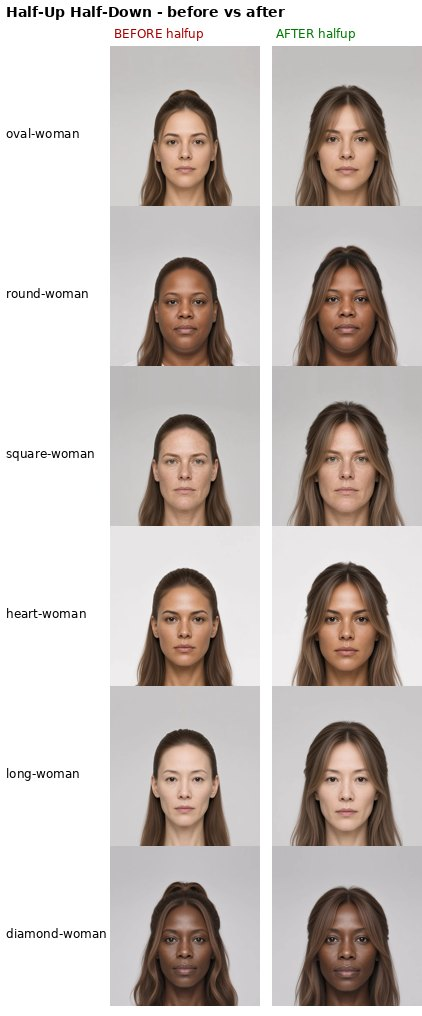 Half-Up Half-Down - before vs after
BEFORE halfup
AFTER halfup
oval-woman
round-woman
square-woman
heart-woman
long-woman
diamond-woman